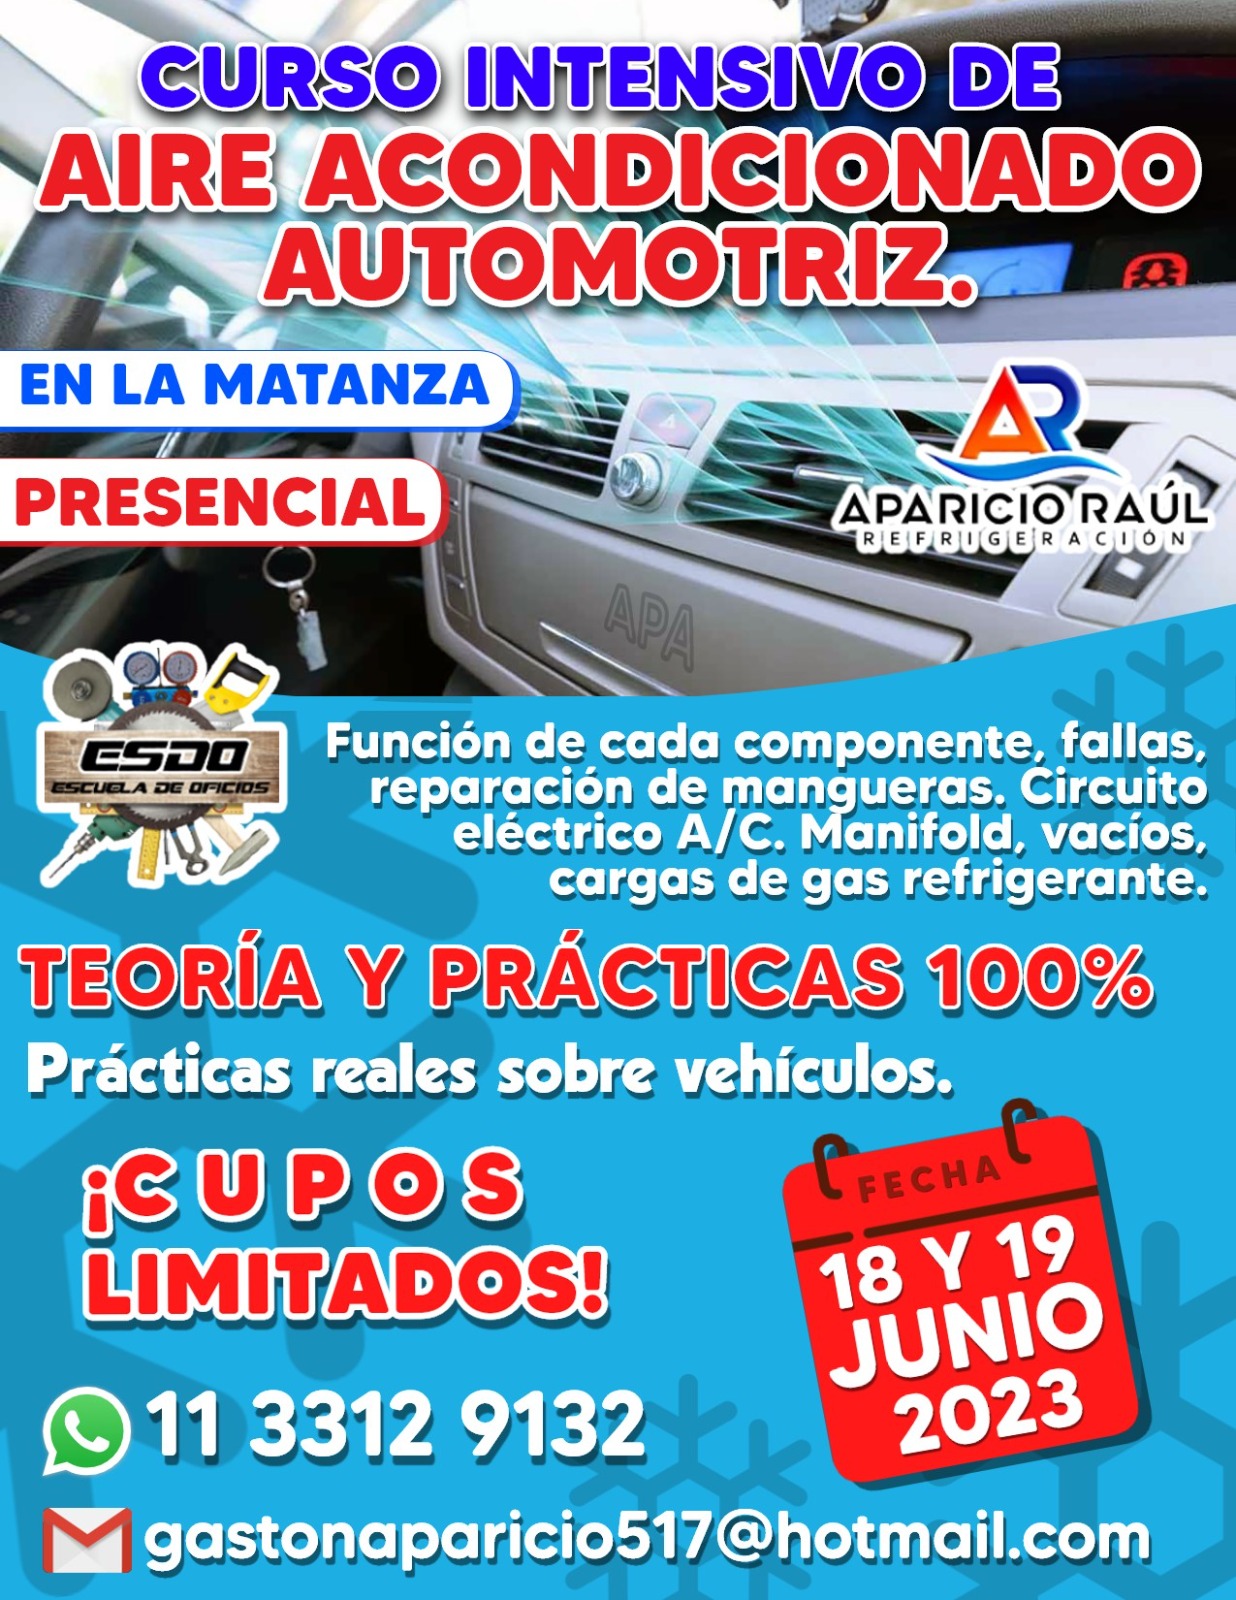 CURSO INTENSIVO DE
AIRE ACONDICIONADO
AUTOMOTRIZ.
EN LA MATANZA
PRESENCIAL
AR
APARICIO RAÚL
REFRIGERACIÓN
APA
ESDO
ESCUELA DE OFICIOS
Función de cada componente, fallas,
reparación de mangueras. Circuito
eléctrico A/C. Manifold, vacíos,
cargas de gas refrigerante.
TEORÍA Y PRÁCTICAS 100%
Prácticas reales sobre vehículos.
¡CUPOS
LIMITADOS!
FECHA
18 Y 19
JUNIO
2023
11 3312 9132
gastonaparicio517@hotmail.com